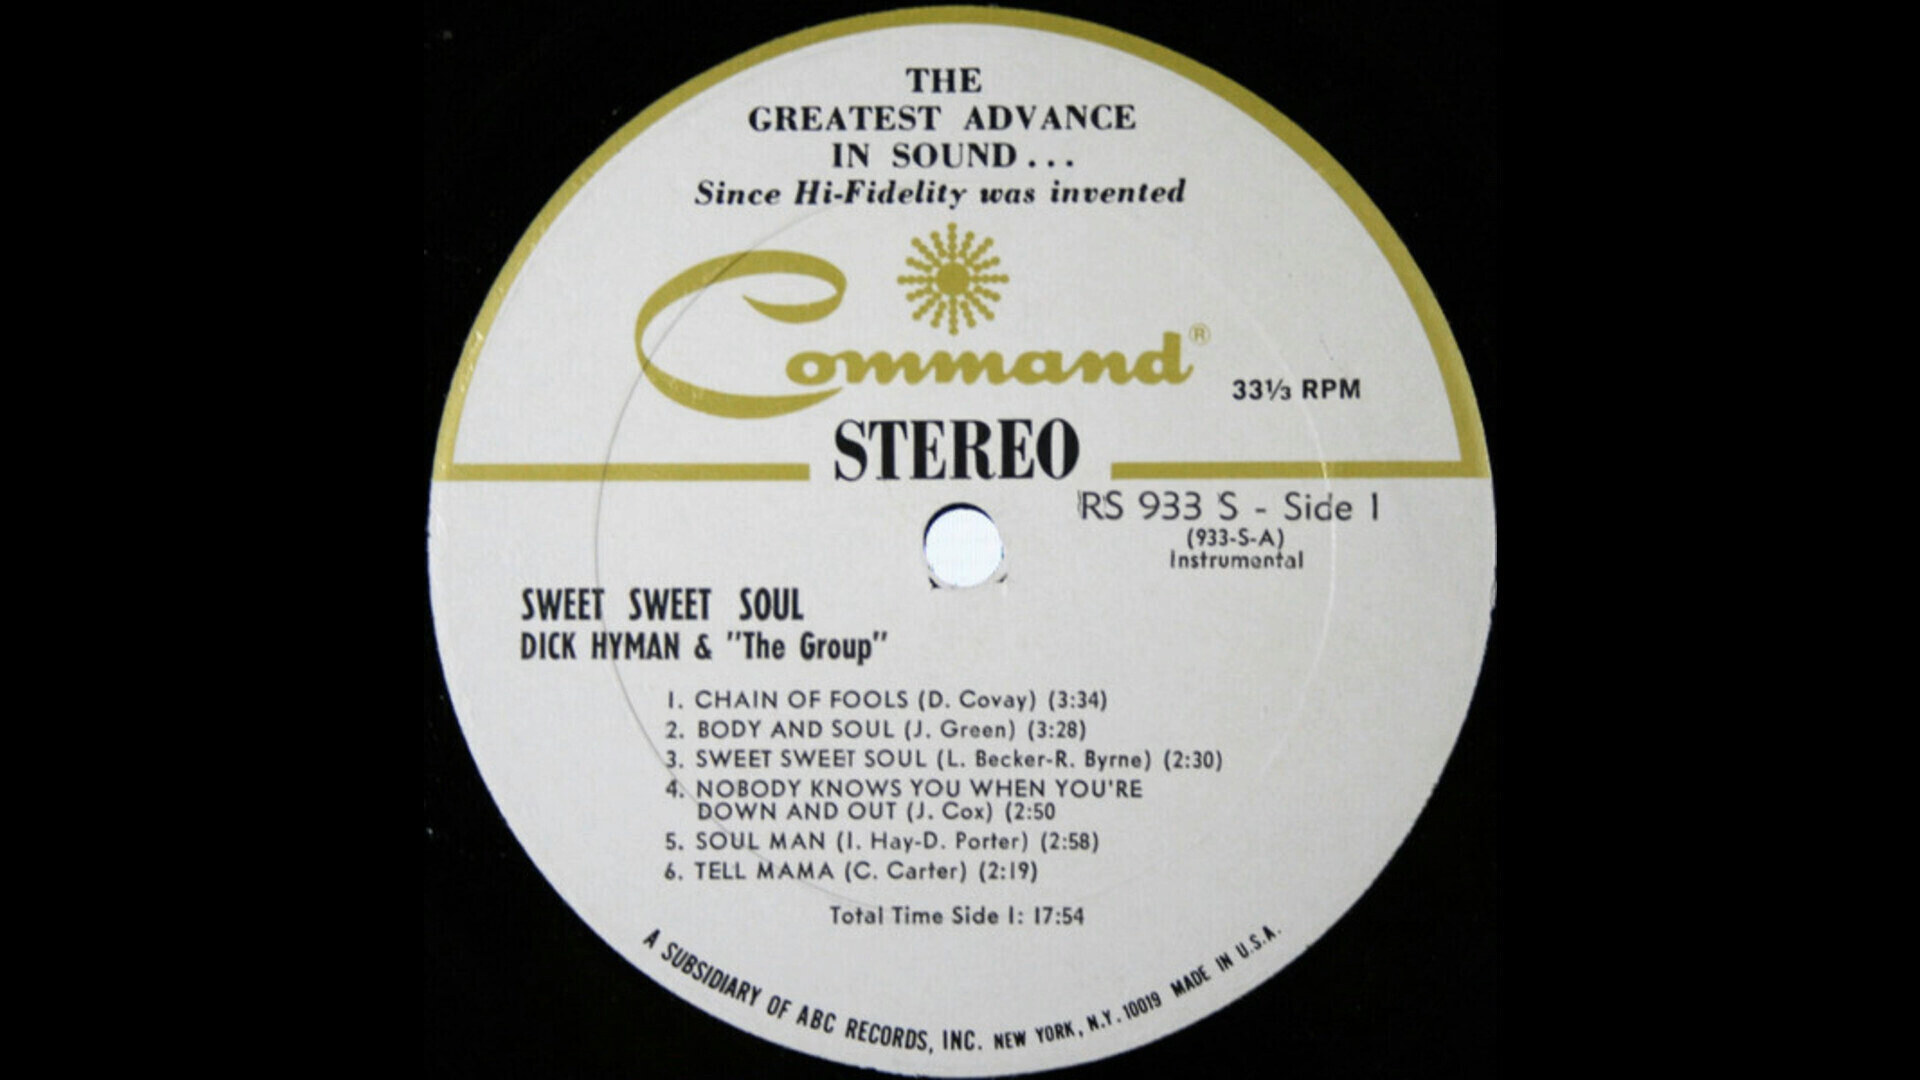 THE
GREATEST ADVANCE
IN SOUND...
Since Hi-Fidelity was invented
Command®
33⅓ RPM
STEREO
RS 933 S - Side 1
(933-S-A)
Instrumental
SWEET SWEET SOUL
DICK HYMAN & "The Group"
1. CHAIN OF FOOLS (D. Covay) (3:34)
2. BODY AND SOUL (J. Green) (3:28)
3. SWEET SWEET SOUL (L. Becker-R. Byrne) (2:30)
4. NOBODY KNOWS YOU WHEN YOU'RE
DOWN AND OUT (J. Cox) (2:50
5. SOUL MAN (I. Hay-D. Porter) (2:58)
6. TELL MAMA (C. Carter) (2:19)
Total Time Side 1: 17:54
A SUBSIDIARY OF ABC RECORDS, INC. NEW YORK, N.Y. 10019 MADE IN U.S.A.